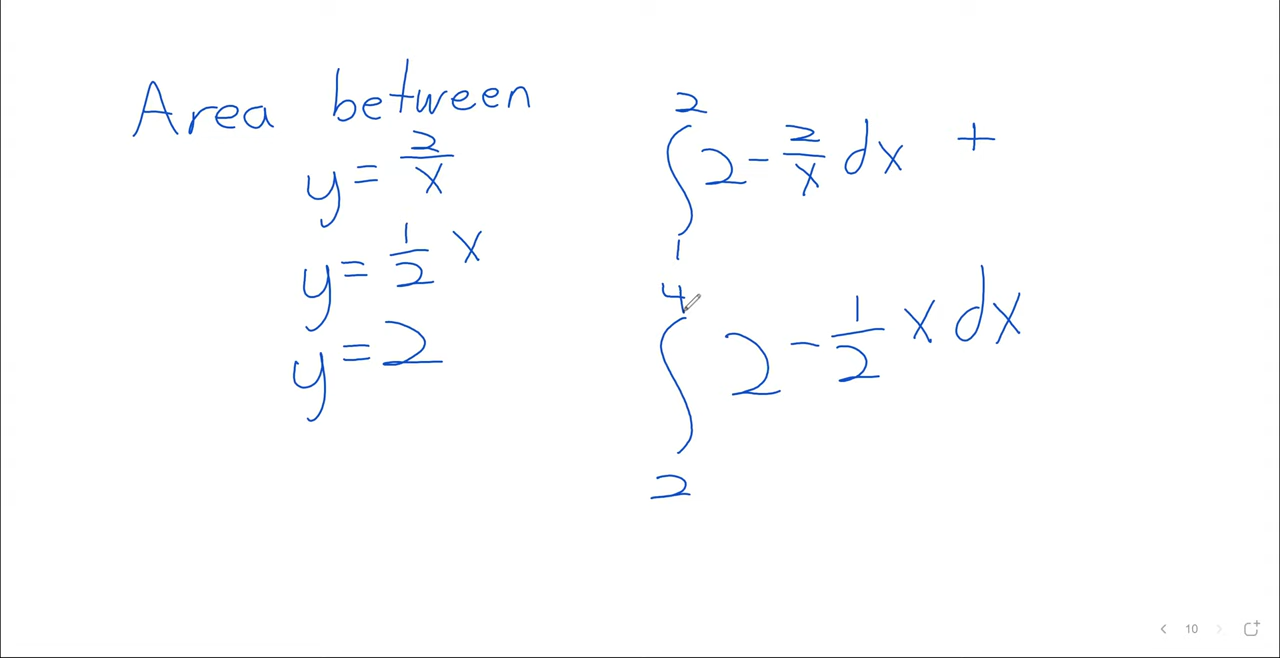 Area between
y = 2/x
y = 1/2 x
y = 2
∫₁² 2 - 2/x dx +
∫₂⁴ 2 - 1/2 x dx
10